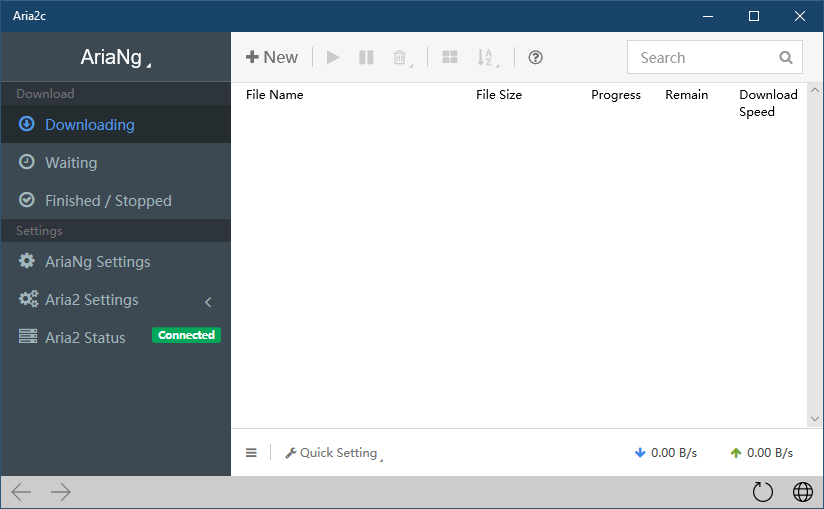 Aria2c
AriaNg
New
Search
Download
Downloading
Waiting
Finished / Stopped
Settings
AriaNg Settings
Aria2 Settings
Aria2 Status Connected
File Name File Size Progress Remain Download
Speed
Quick Setting 0.00 B/s 0.00 B/s